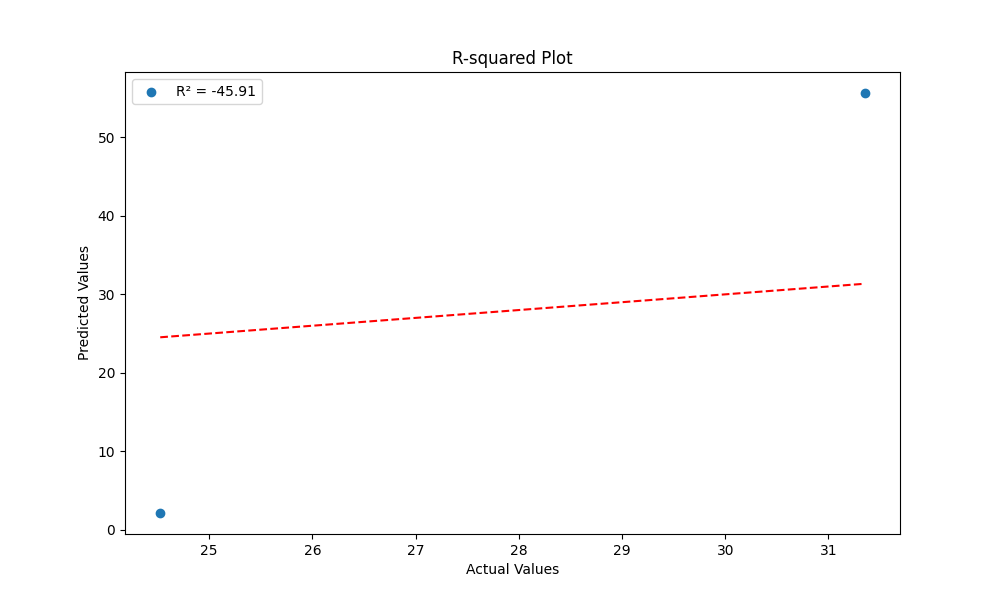 R-squared Plot
R² = -45.91
Predicted Values
50
40
30
20
10
0
25 26 27 28 29 30 31
Actual Values